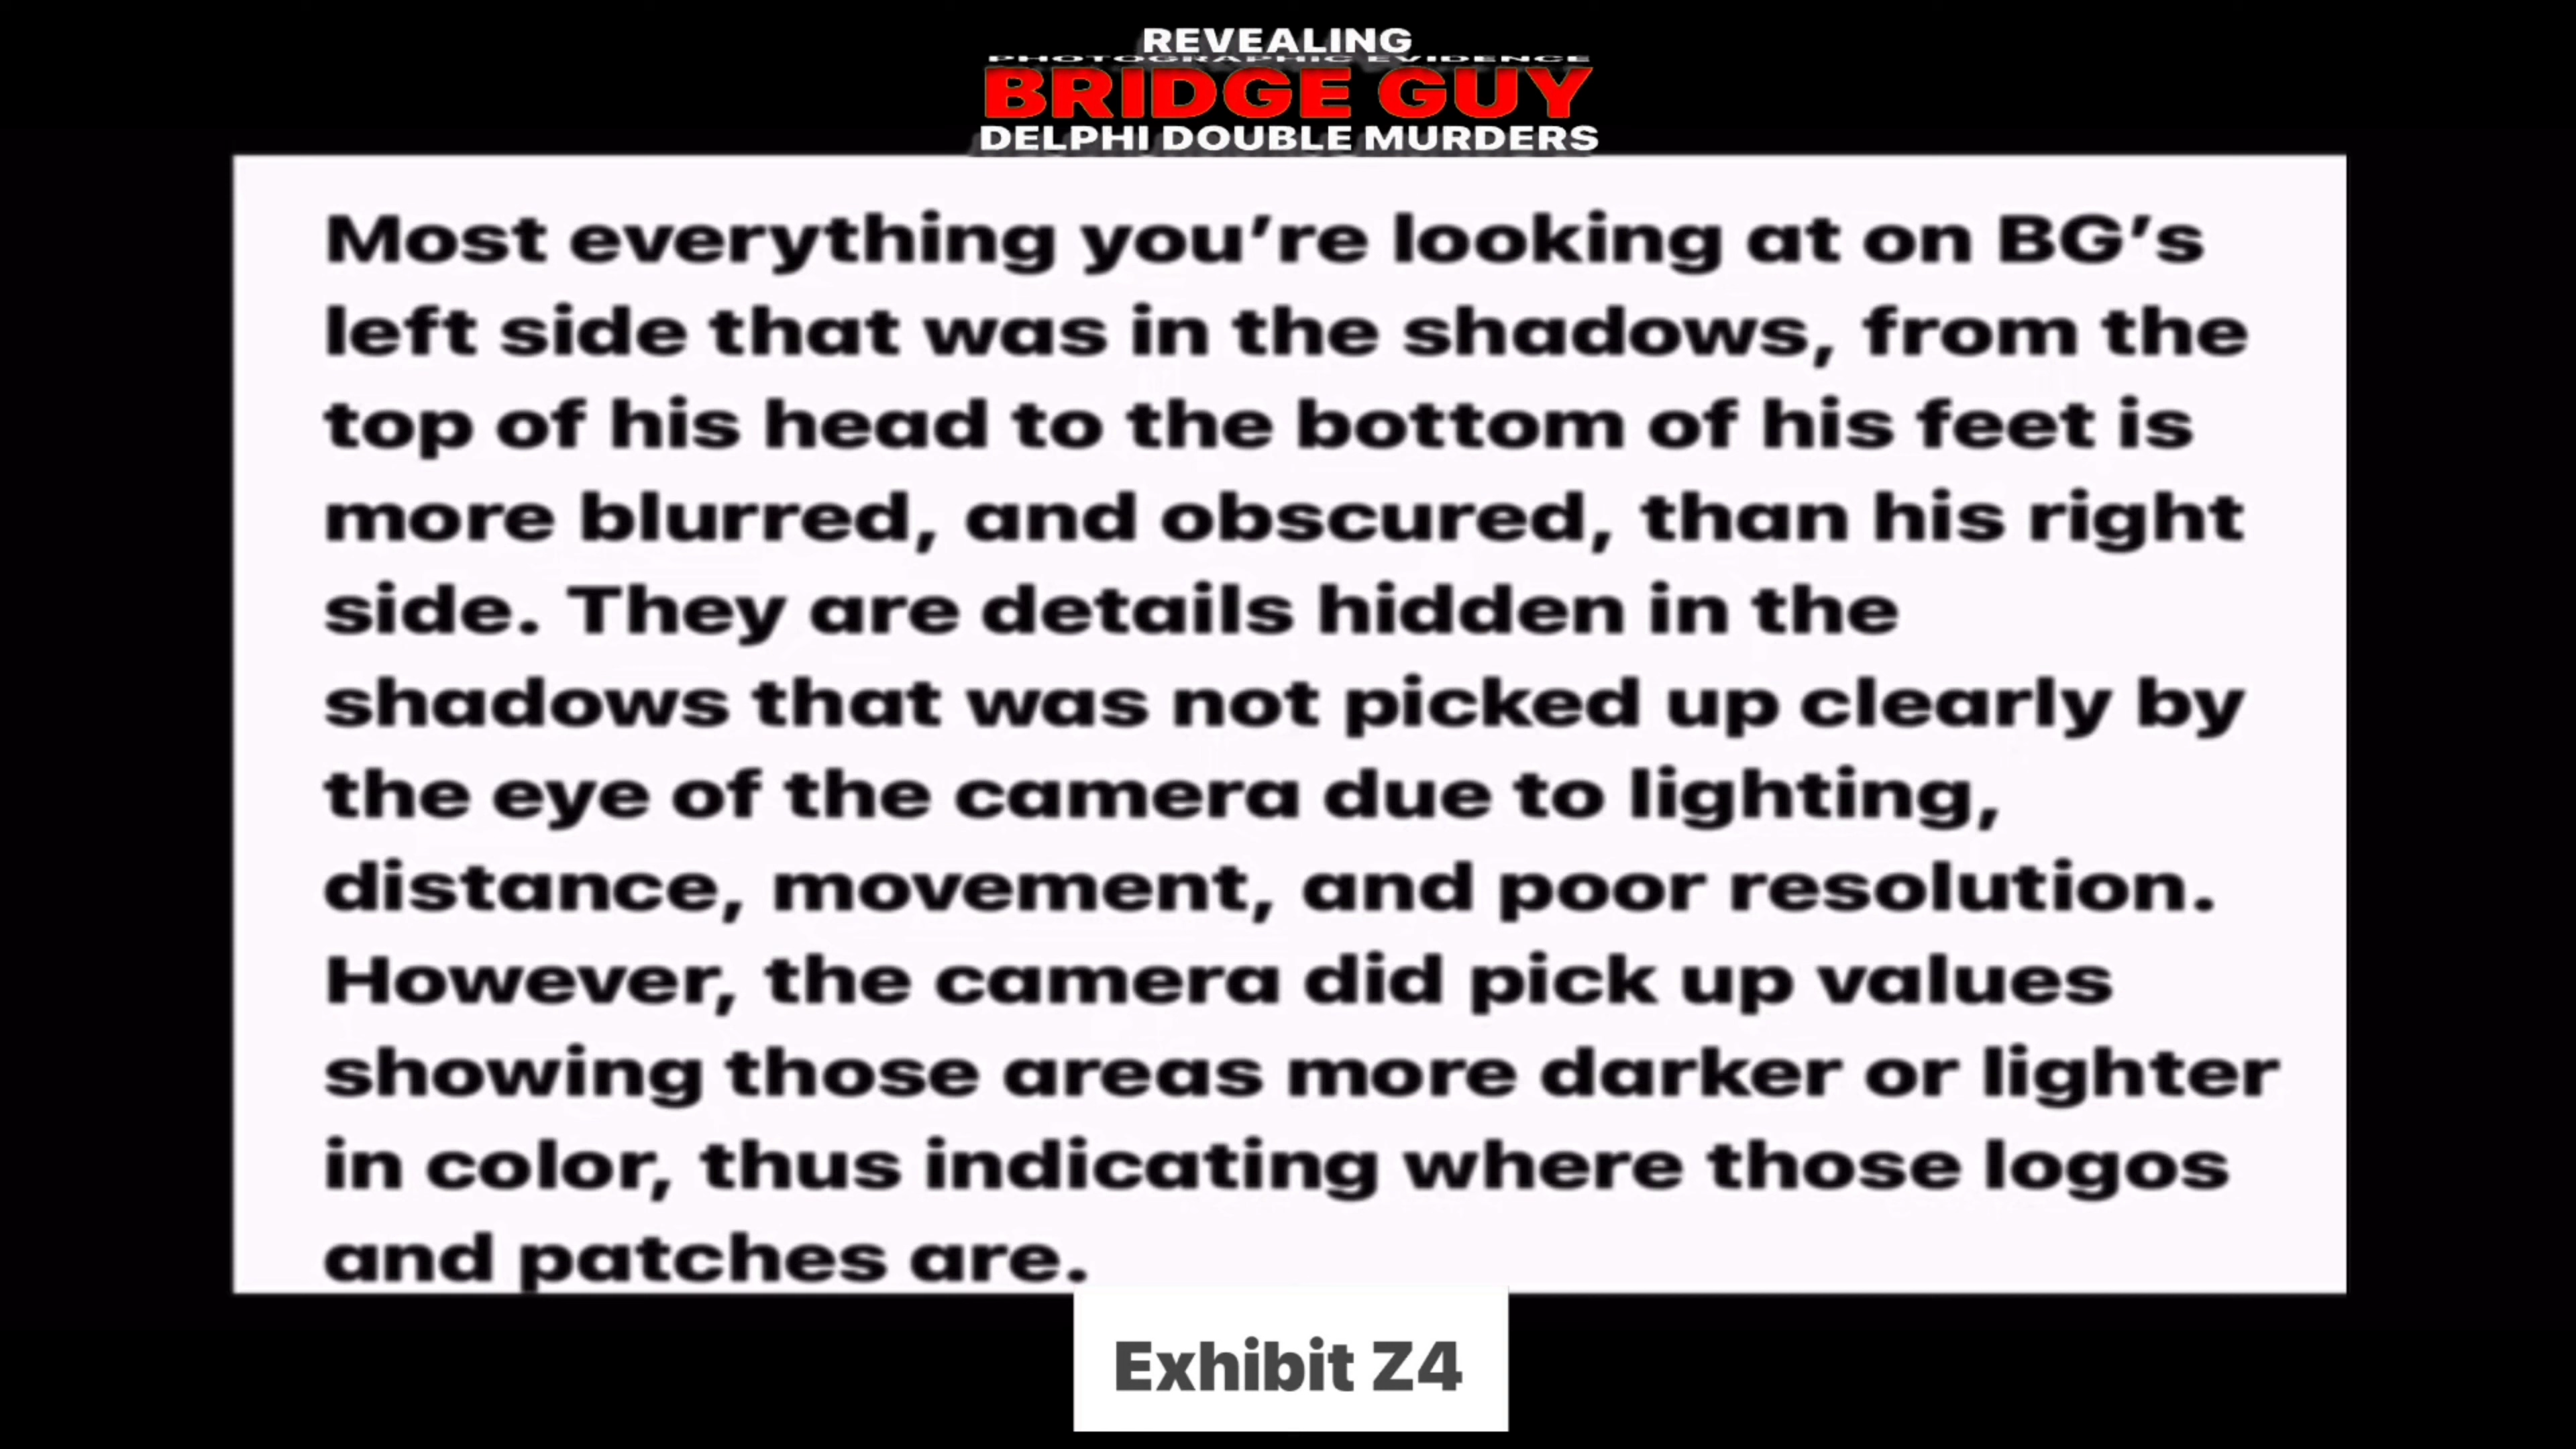 REVEALING
PHOTOGRAPHIC EVIDENCE
BRIDGE GUY
DELPHI DOUBLE MURDERS
Most everything you’re looking at on BG’s
left side that was in the shadows, from the
top of his head to the bottom of his feet is
more blurred, and obscured, than his right
side. They are details hidden in the
shadows that was not picked up clearly by
the eye of the camera due to lighting,
distance, movement, and poor resolution.
However, the camera did pick up values
showing those areas more darker or lighter
in color, thus indicating where those logos
and patches are.
Exhibit Z4